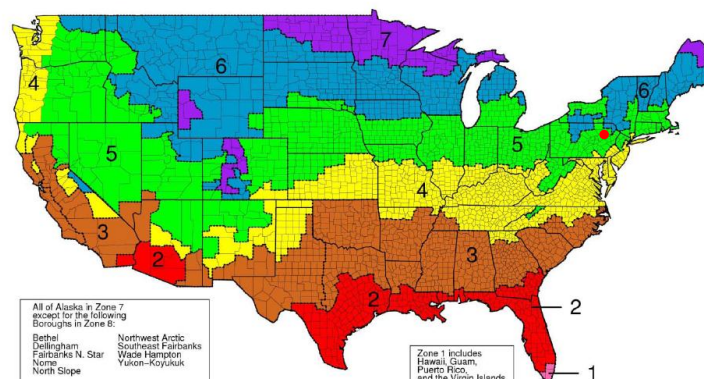 7
6
4
6
5
5
4
3
3
2
2
2
1
All of Alaska in Zone 7
except for the following
Boroughs in Zone 8:
Bethel Northwest Arctic
Dellingham Southeast Fairbanks
Fairbanks N. Star Wade Hampton
Nome Yukon-Koyukuk
North Slope
Zone 1 includes
Hawaii, Guam,
Puerto Rico,
and the Virgin Islands